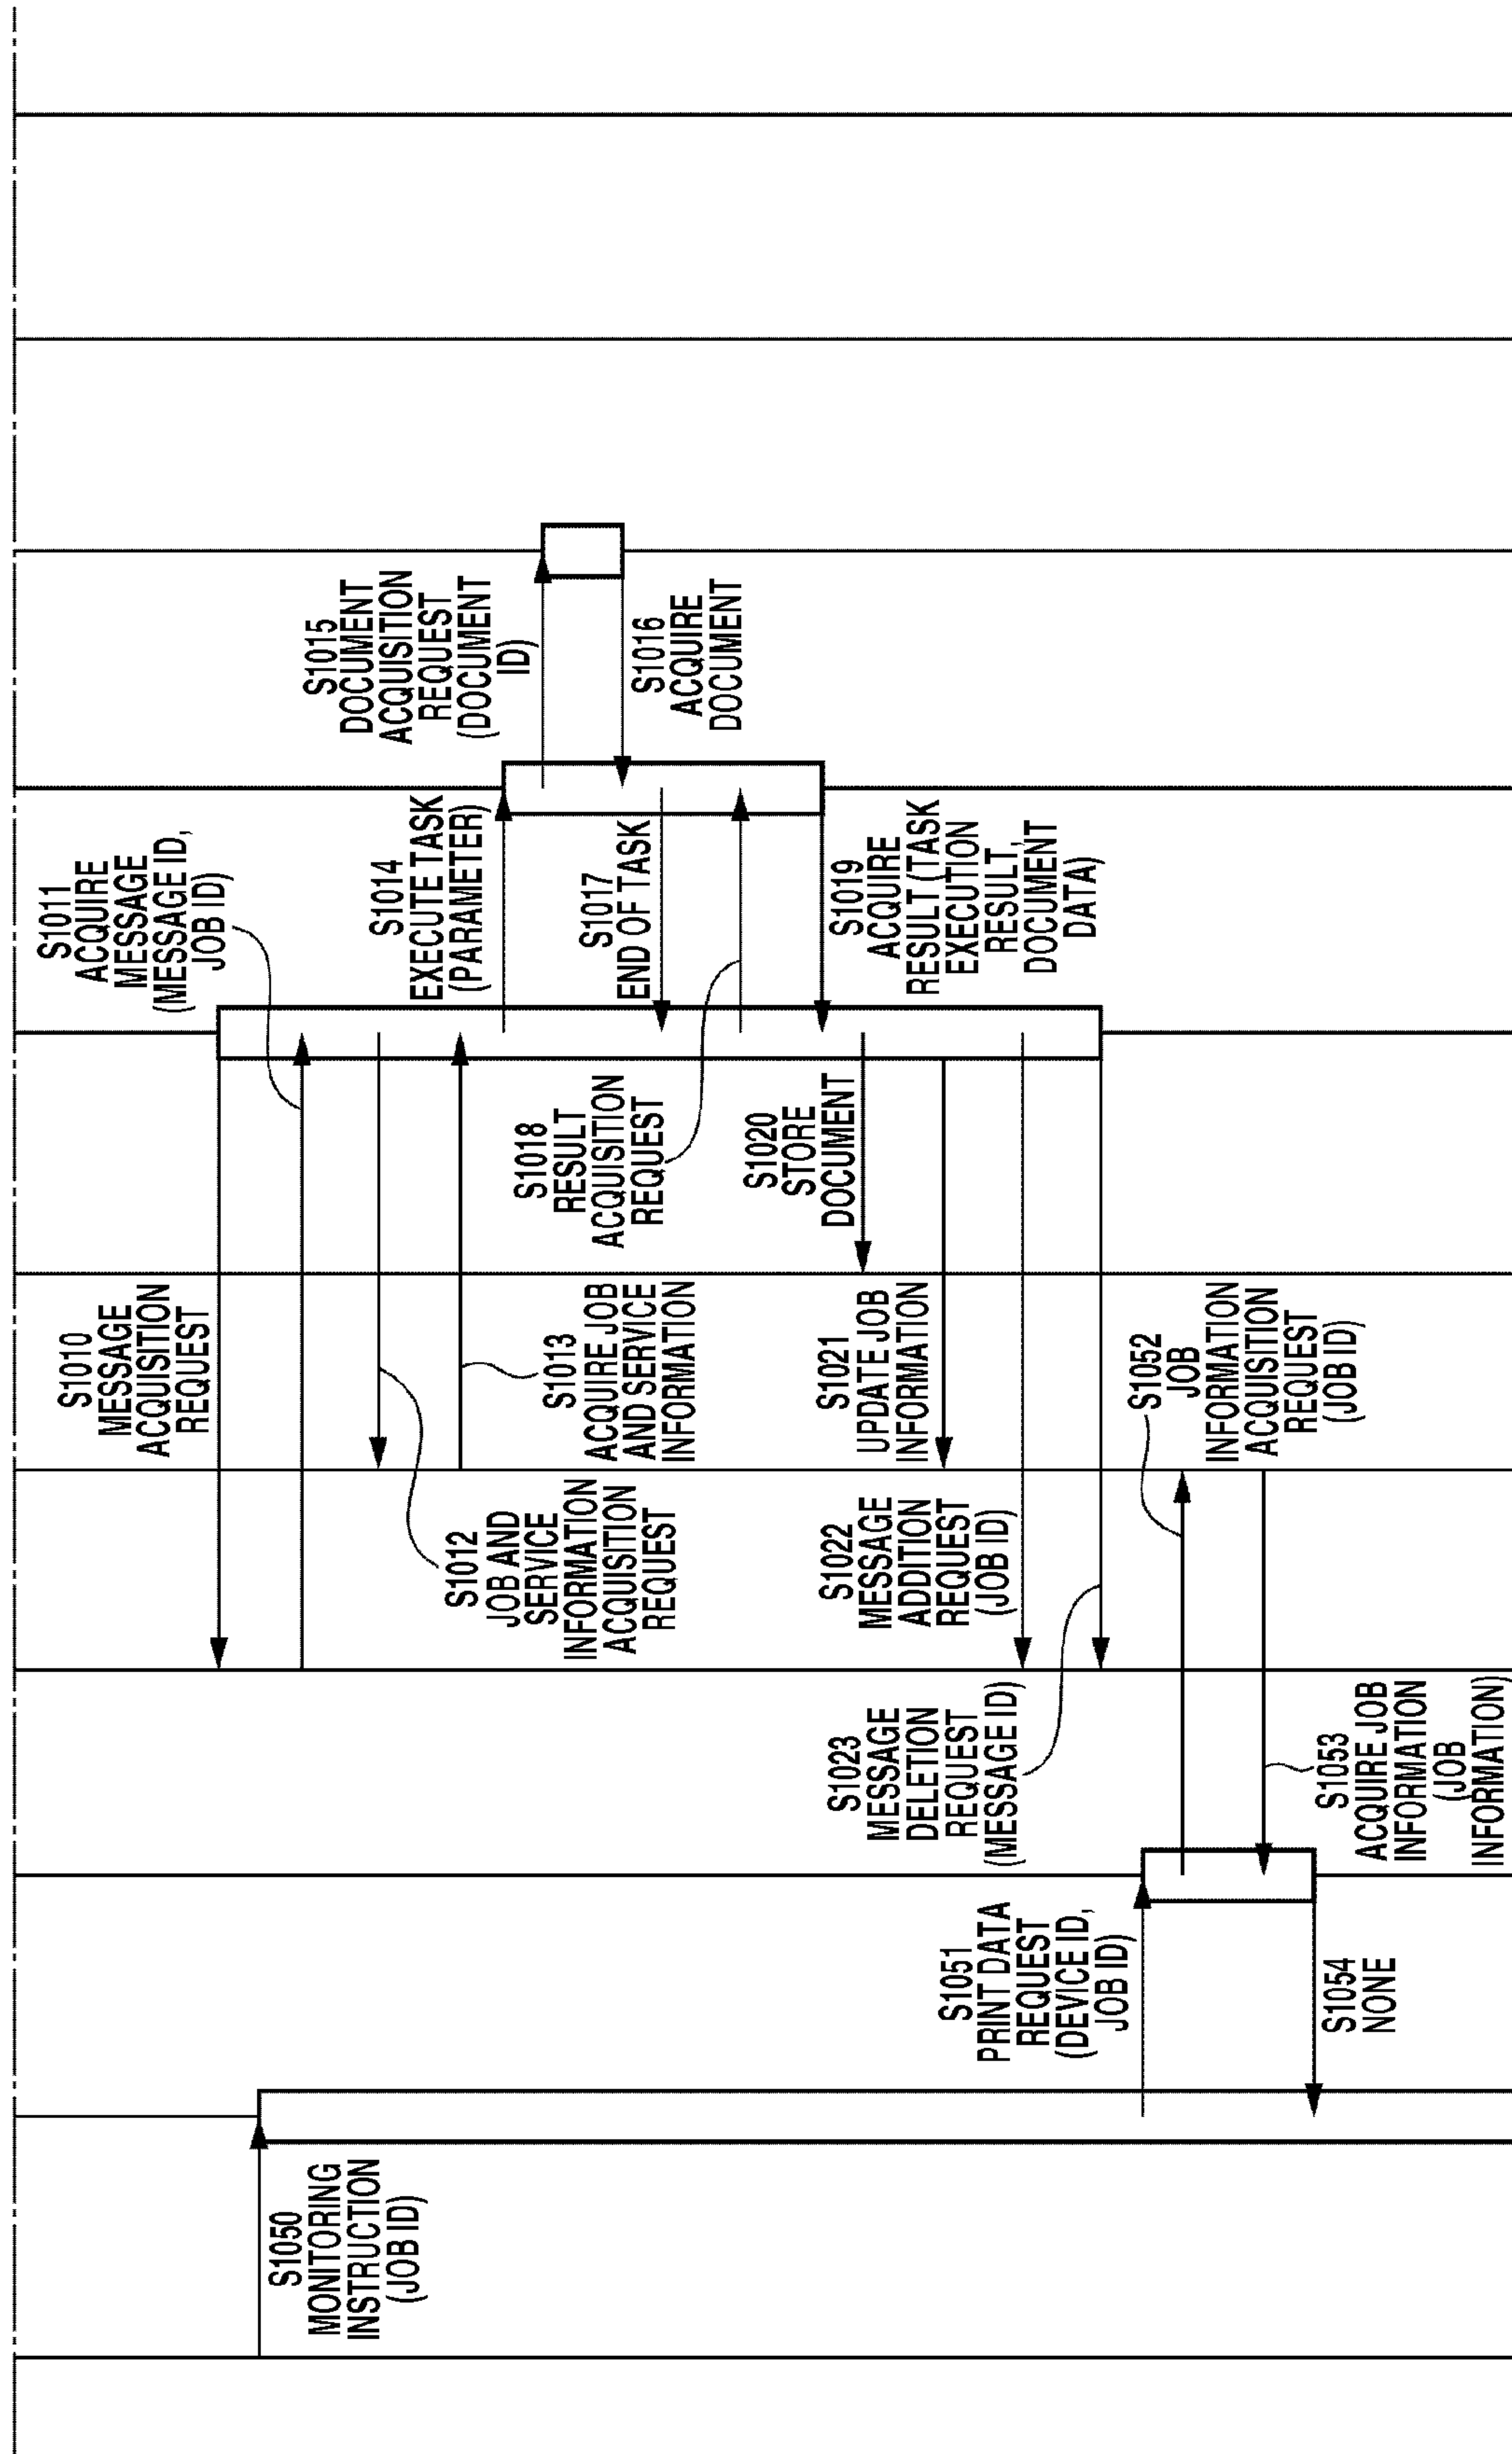 S1010
MESSAGE
ACQUISITION
REQUEST
S1011
ACQUIRE
MESSAGE
(MESSAGE ID,
JOB ID)
S1050
MONITORING
INSTRUCTION
(JOB ID)
S1012
JOB AND
SERVICE
INFORMATION
ACQUISITION
REQUEST
S1013
ACQUIRE JOB
AND SERVICE
INFORMATION
S1014
EXECUTE TASK
(PARAMETER)
S1015
DOCUMENT
ACQUISITION
REQUEST
(DOCUMENT
ID)
S1016
ACQUIRE
DOCUMENT
S1017
END OF TASK
S1018
RESULT
ACQUISITION
REQUEST
S1019
ACQUIRE
RESULT (TASK
EXECUTION
RESULT,
DOCUMENT
DATA)
S1020
STORE
DOCUMENT
S1021
UPDATE JOB
INFORMATION
S1022
MESSAGE
ADDITION
REQUEST
(JOB ID)
S1023
MESSAGE
DELETION
REQUEST
(MESSAGE ID)
S1051
PRINT DATA
REQUEST
(DEVICE ID,
JOB ID)
S1052
JOB
INFORMATION
ACQUISITION
REQUEST
(JOB ID)
S1053
ACQUIRE JOB
INFORMATION
(JOB
INFORMATION)
S1054
NONE